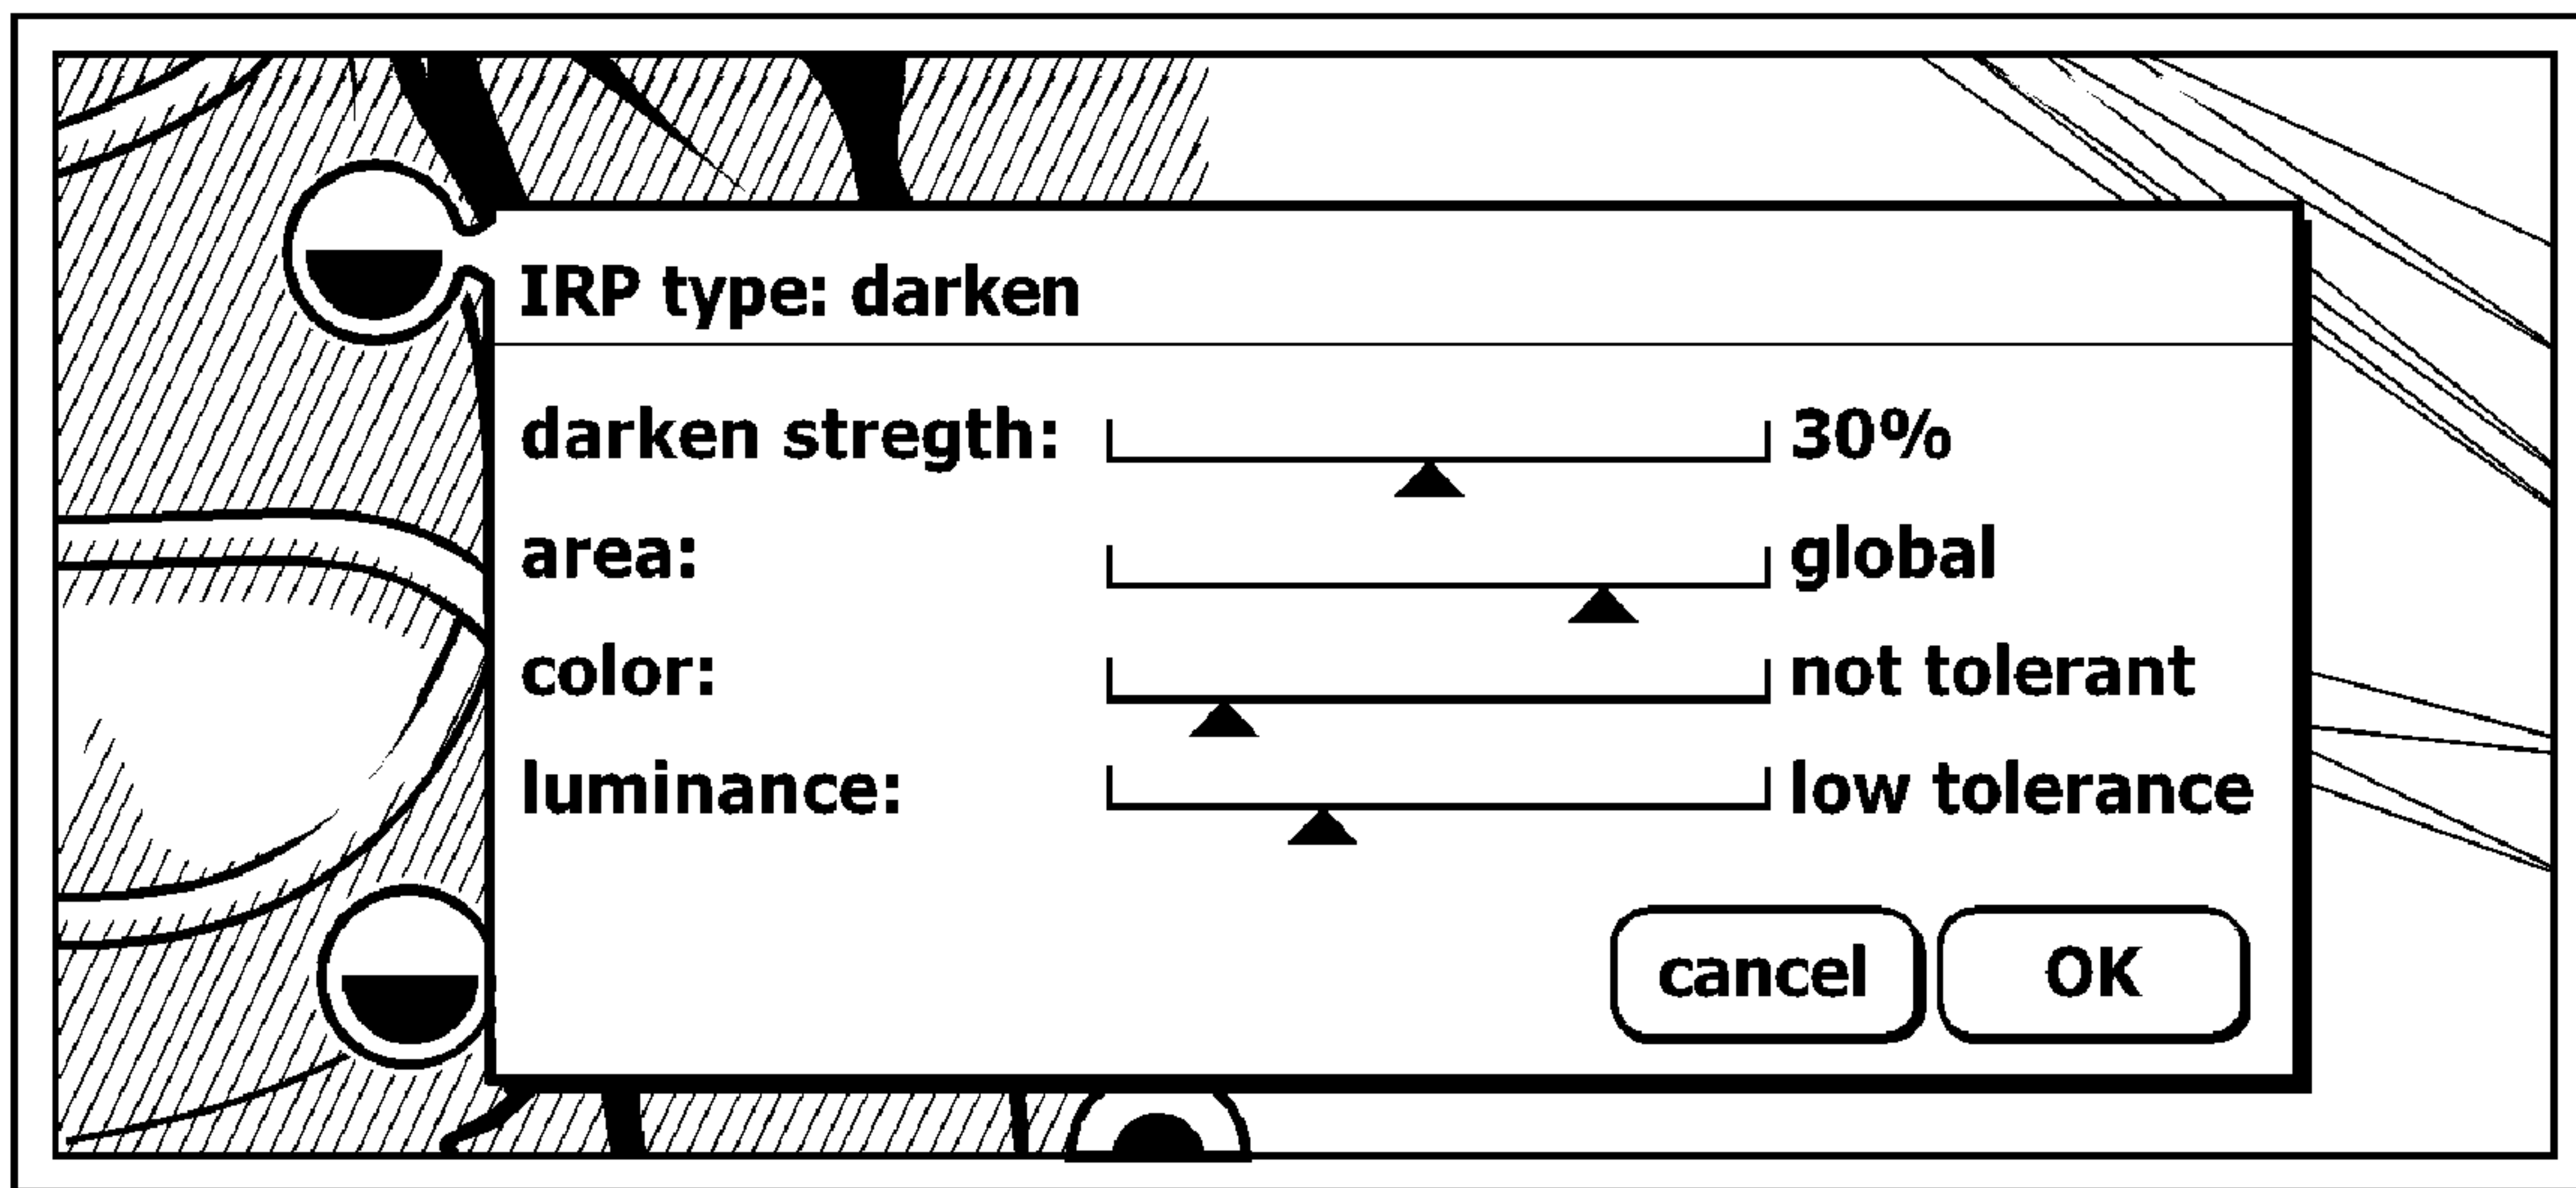 IRP type: darken
darken stregth: 30%
area: global
color: not tolerant
luminance: low tolerance
cancel OK